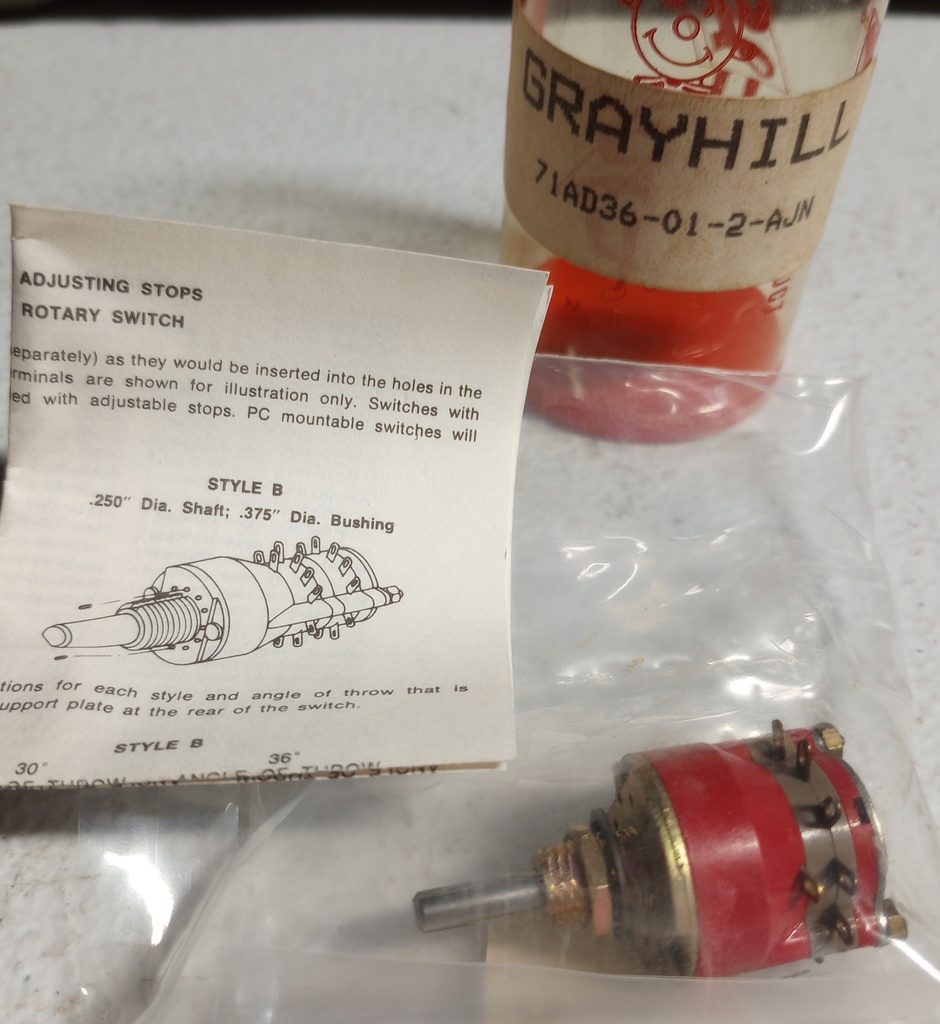 GRAYHILL
71AD36-01-2-AJN
ADJUSTING STOPS
ROTARY SWITCH
eparately) as they would be inserted into the holes in the
rminals are shown for illustration only. Switches with
ed with adjustable stops. PC mountable switches will
STYLE B
.250" Dia. Shaft; .375" Dia. Bushing
tions for each style and angle of throw that is
upport plate at the rear of the switch.
STYLE B
30° 36°